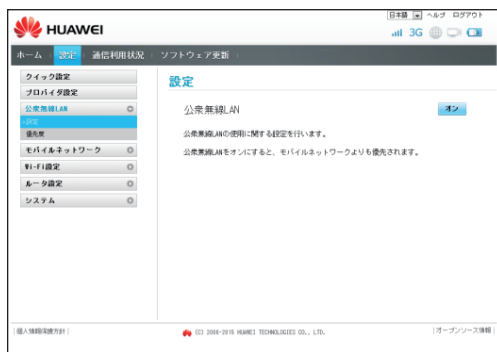 日本語 ヘルプ ログアウト
HUAWEI
3G
ホーム 設定 通信利用状況 ソフトウェア更新
クイック設定
プロバイダ設定
公衆無線LAN
設定
優先度
モバイルネットワーク
Wi-Fi設定
ルータ設定
システム
設定
公衆無線LAN
オン
公衆無線LANの使用に関する設定を行います。
公衆無線LANをオンにすると、モバイルネットワークよりも優先されます。
個人情報保護方針
(C) 2006-2015 HUAWEI TECHNOLOGIES CO., LTD.
オープンソース情報